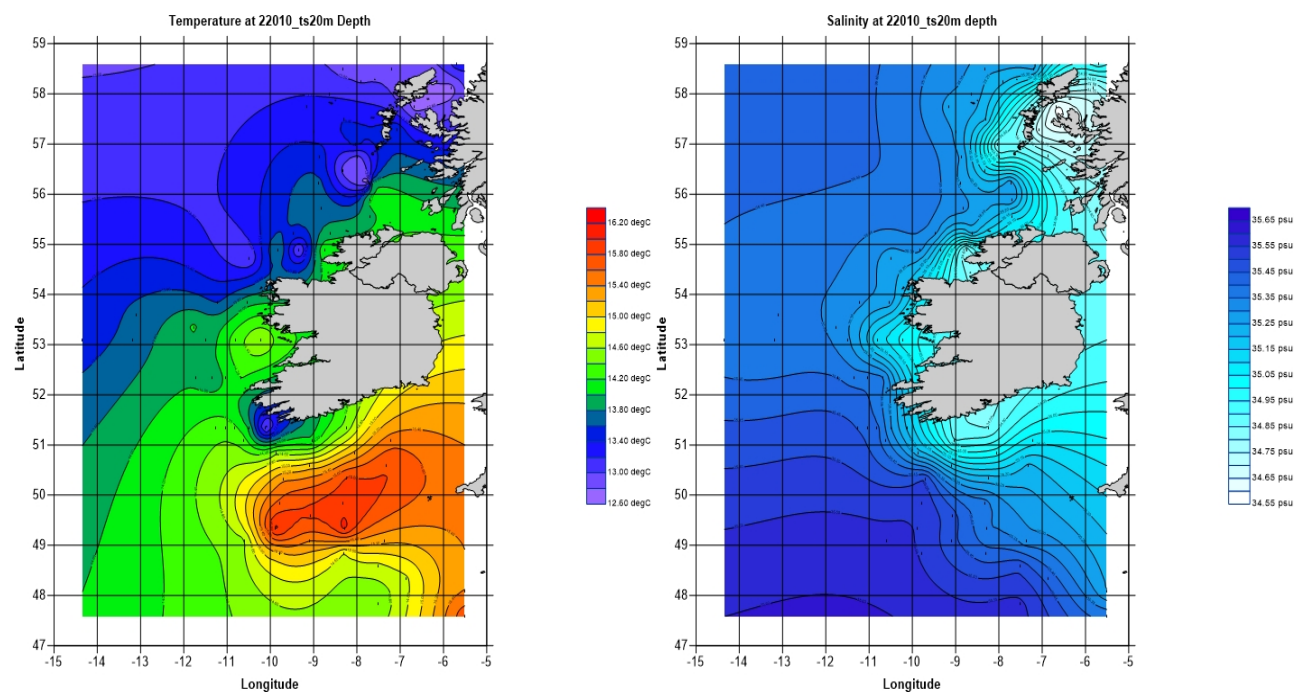 Temperature at 22010_ts20m Depth
59
58
57
56
55
54
53
52
51
50
49
48
47
-15
-14
-13
-12
-11
-10
-9
-8
-7
-6
-5
Latitude
Longitude
16.20 degC
15.80 degC
15.40 degC
15.00 degC
14.60 degC
14.20 degC
13.80 degC
13.40 degC
13.00 degC
12.60 degC
Salinity at 22010_ts20m depth
59
58
57
56
55
54
53
52
51
50
49
48
47
-15
-14
-13
-12
-11
-10
-9
-8
-7
-6
-5
Latitude
Longitude
35.65 psu
35.55 psu
35.45 psu
35.35 psu
35.25 psu
35.15 psu
35.05 psu
34.95 psu
34.85 psu
34.75 psu
34.65 psu
34.55 psu